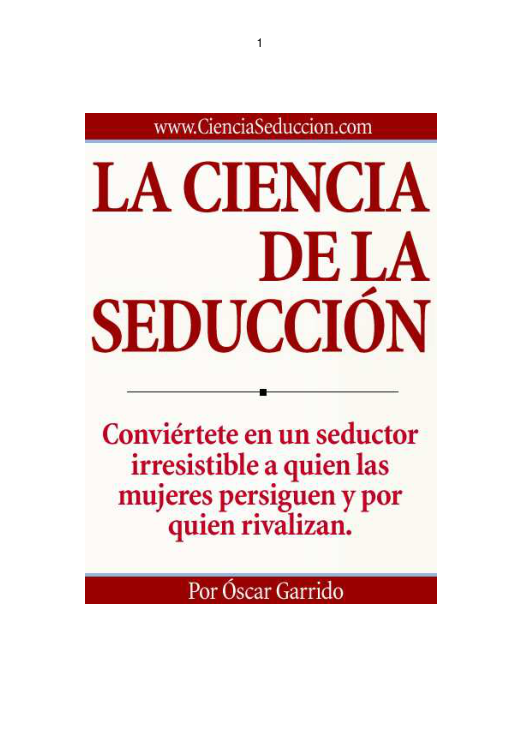 1
www.CienciaSeduccion.com
LA CIENCIA
DE LA
SEDUCCIÓN
Conviértete en un seductor
irresistible a quien las
mujeres persiguen y por
quien rivalizan.
Por Óscar Garrido